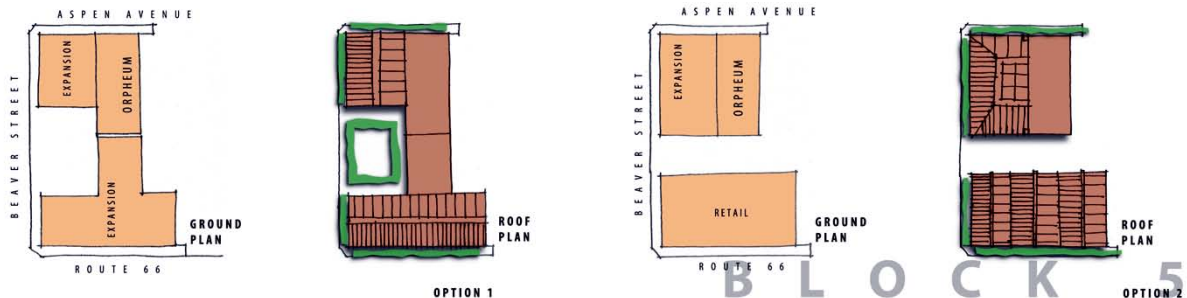 ASPEN AVENUE
EXPANSION
ORPHEUM
BEAVER STREET
EXPANSION
GROUND
PLAN
ROUTE 66
ROOF
PLAN
OPTION 1
ASPEN AVENUE
EXPANSION
ORPHEUM
BEAVER STREET
RETAIL
GROUND
PLAN
ROUTE 66
ROOF
PLAN
BLOCK 5
OPTION 2